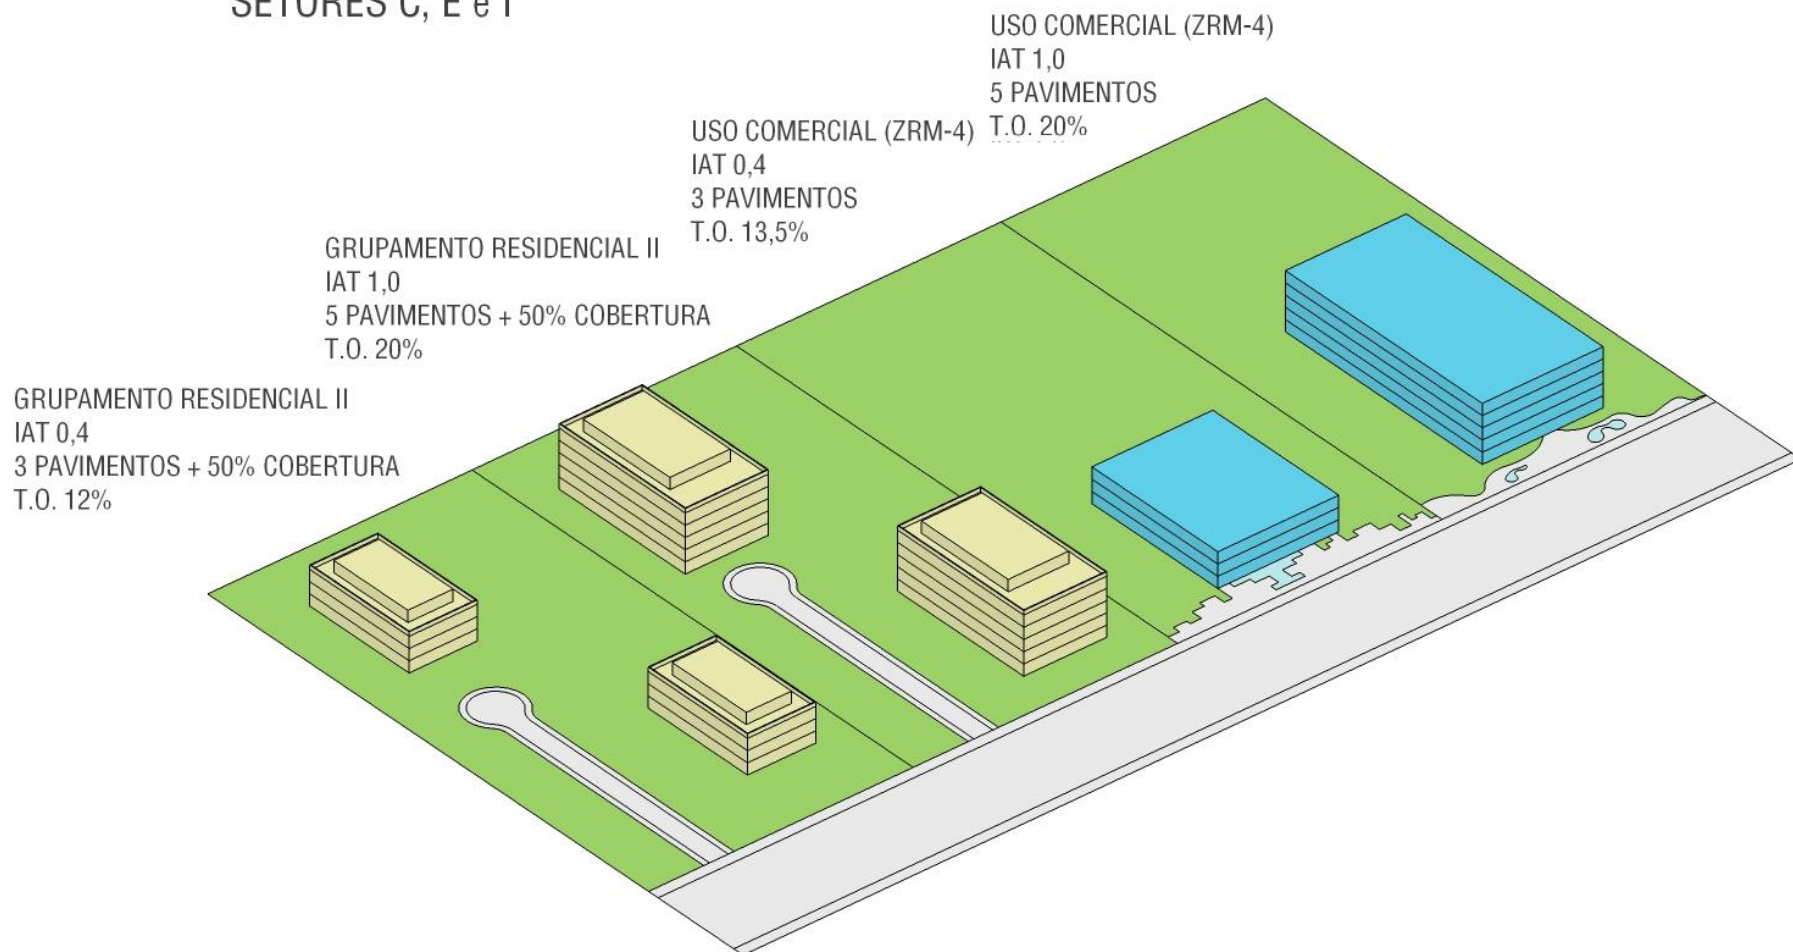 SETORES C, E e I
USO COMERCIAL (ZRM-4)
IAT 1,0
5 PAVIMENTOS
T.O. 20%
USO COMERCIAL (ZRM-4)
IAT 0,4
3 PAVIMENTOS
T.O. 13,5%
GRUPAMENTO RESIDENCIAL II
IAT 1,0
5 PAVIMENTOS + 50% COBERTURA
T.O. 20%
GRUPAMENTO RESIDENCIAL II
IAT 0,4
3 PAVIMENTOS + 50% COBERTURA
T.O. 12%